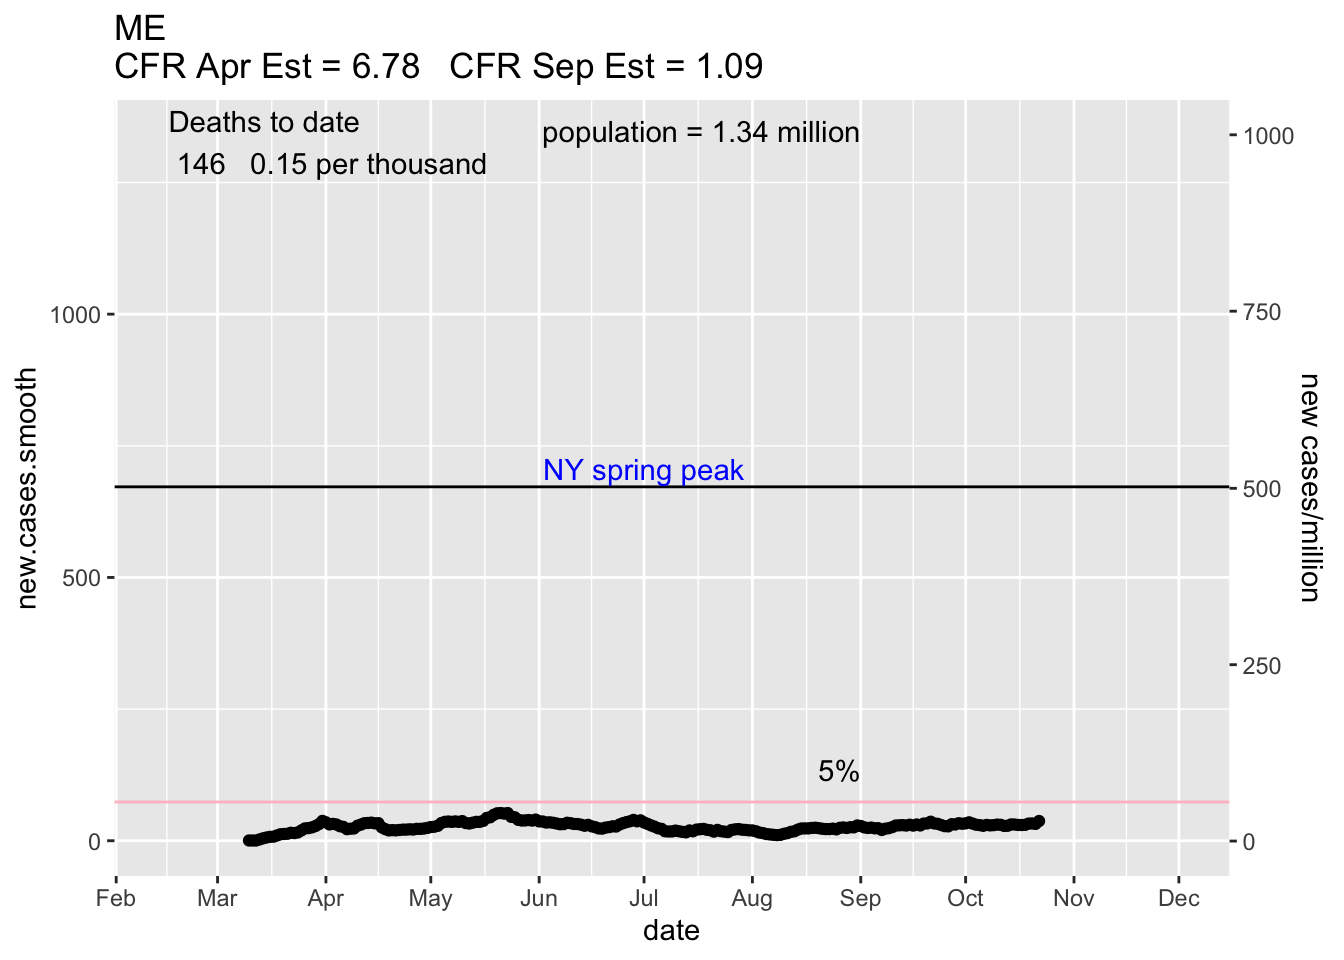 ME
CFR Apr Est = 6.78   CFR Sep Est = 1.09
Deaths to date
146   0.15 per thousand
population = 1.34 million
1000
500
0
new.cases.smooth
NY spring peak
5%
1000
750
500
250
0
new cases/million
Feb Mar Apr May Jun Jul Aug Sep Oct Nov Dec
date